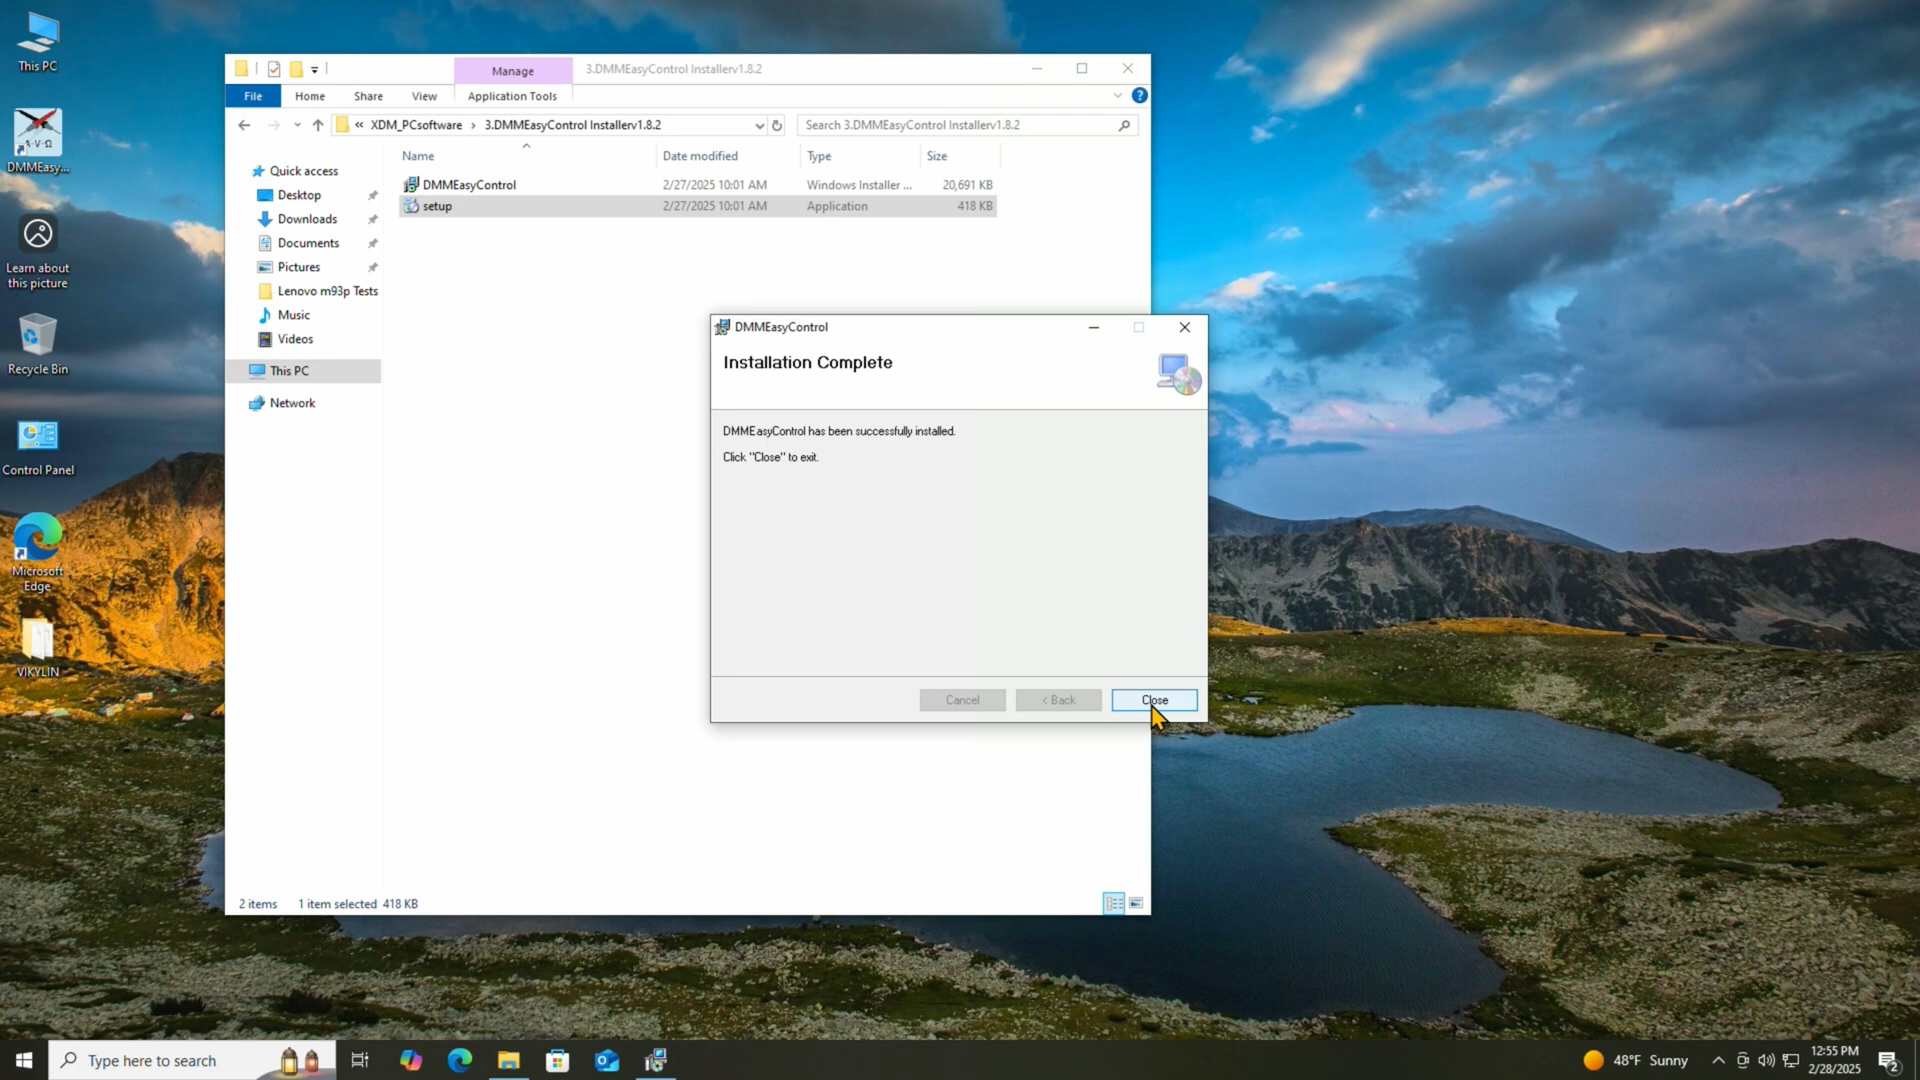 This PC
A-V-Ω
DMMEasy...
Learn about
this picture
Recycle Bin
Control Panel
Microsoft
Edge
VIKYLIN
Manage
3.DMMEasyControl Installerv1.8.2
File
Home
Share
View
Application Tools
?
« XDM_PCsoftware › 3.DMMEasyControl Installerv1.8.2
Search 3.DMMEasyControl Installerv1.8.2
Name
Date modified
Type
Size
DMMEasyControl 2/27/2025 10:01 AM Windows Installer ... 20,691 KB
setup 2/27/2025 10:01 AM Application 418 KB
Quick access
Desktop
Downloads
Documents
Pictures
Lenovo m93p Tests
Music
Videos
This PC
Network
DMMEasyControl
Installation Complete
DMMEasyControl has been successfully installed.
Click "Close" to exit.
Cancel
< Back
Close
2 items 1 item selected 418 KB
Type here to search
48°F Sunny
12:55 PM
2/28/2025
2